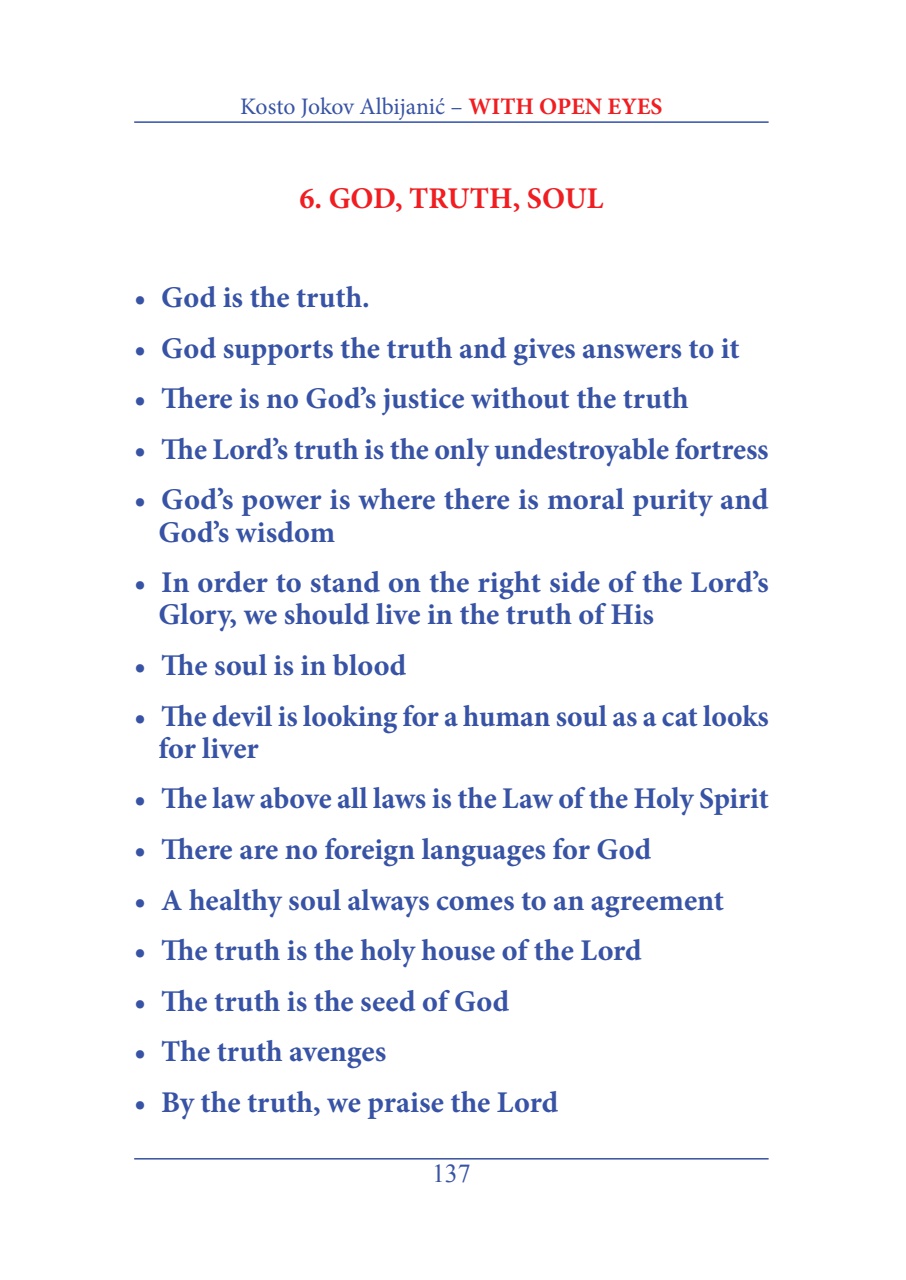 Kosto Jokov Albijanić – WITH OPEN EYES
6. GOD, TRUTH, SOUL
• God is the truth.
• God supports the truth and gives answers to it
• There is no God’s justice without the truth
• The Lord’s truth is the only undestroyable fortress
• God’s power is where there is moral purity and
God’s wisdom
• In order to stand on the right side of the Lord’s
Glory, we should live in the truth of His
• The soul is in blood
• The devil is looking for a human soul as a cat looks
for liver
• The law above all laws is the Law of the Holy Spirit
• There are no foreign languages for God
• A healthy soul always comes to an agreement
• The truth is the holy house of the Lord
• The truth is the seed of God
• The truth avenges
• By the truth, we praise the Lord
137